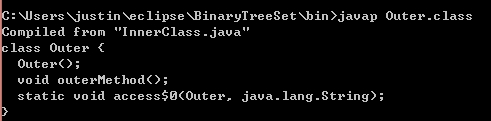 C:\Users\justin\eclipse\BinaryTreeSet\bin>javap Outer.class
Compiled from "InnerClass.java"
class Outer {
  Outer();
  void outerMethod();
  static void access$0(Outer, java.lang.String);
}